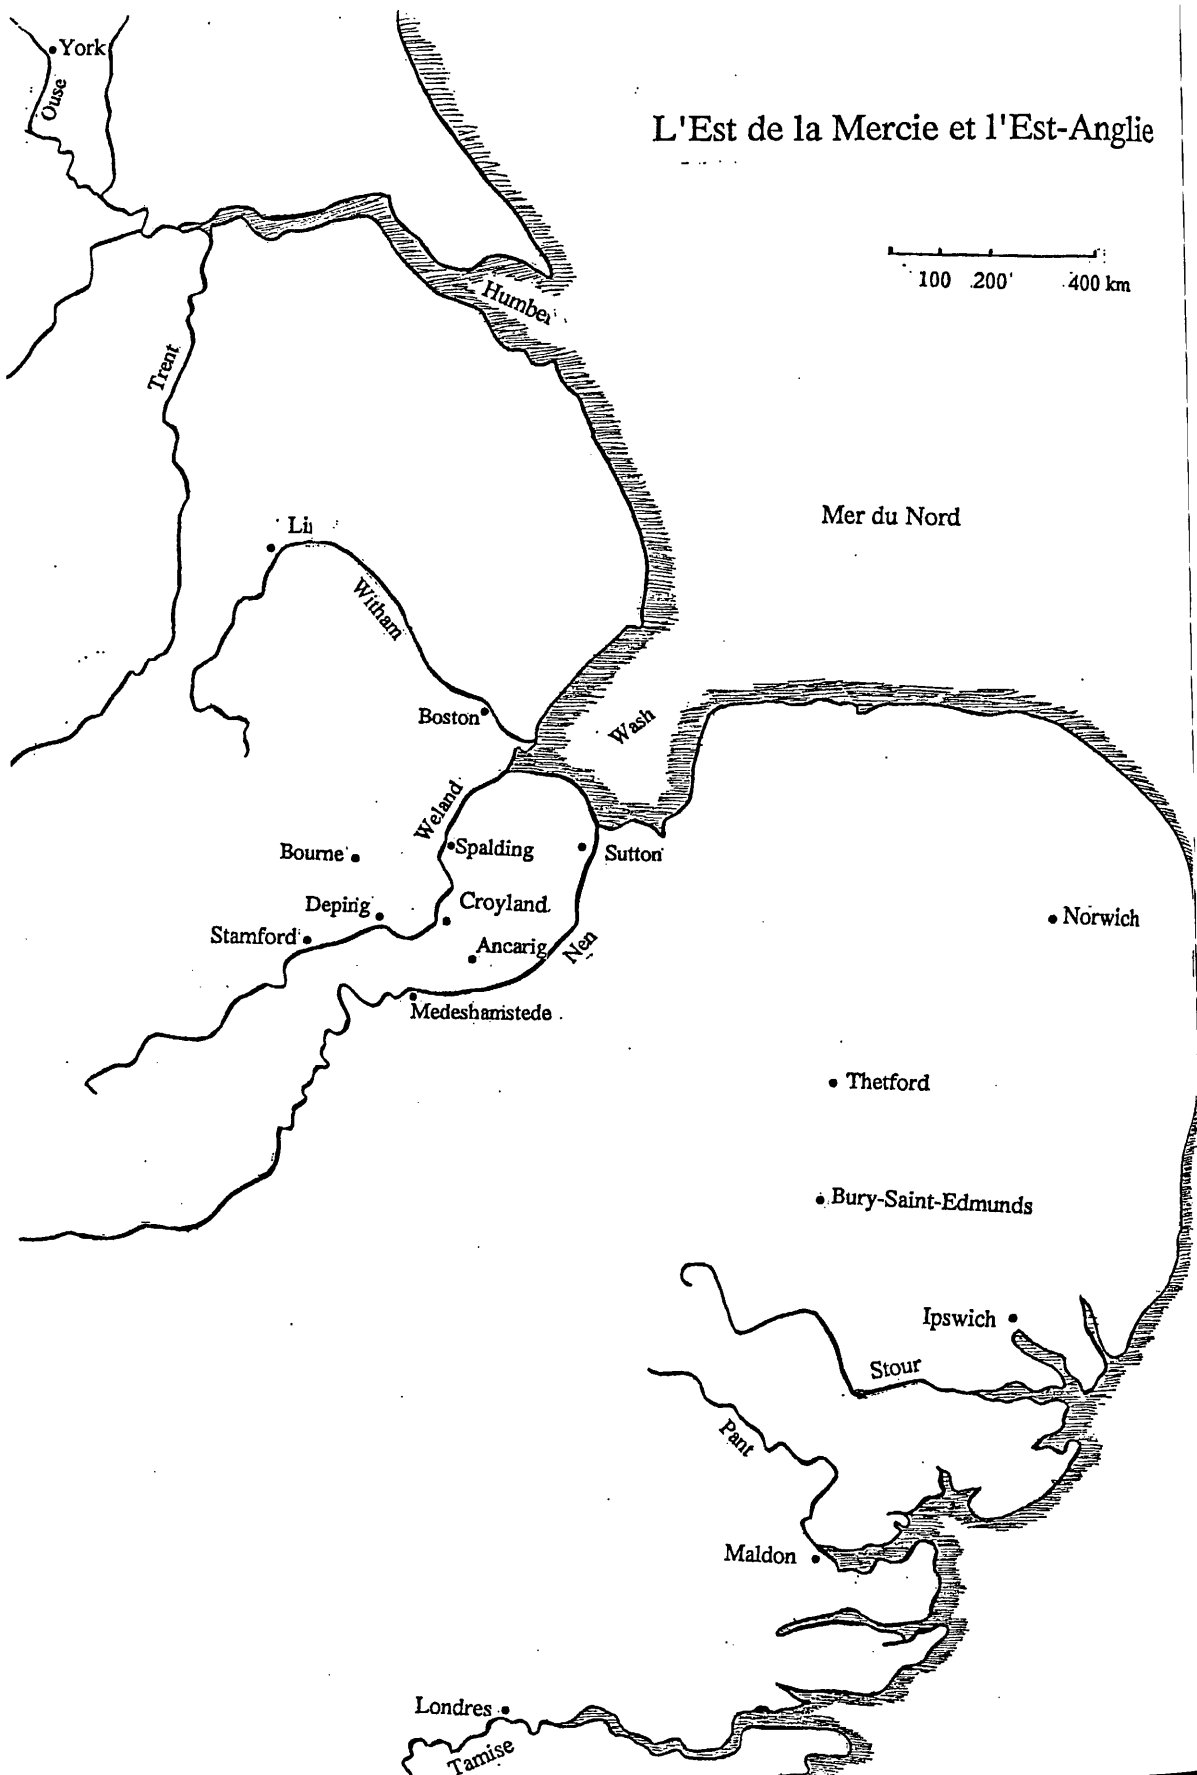 York
Ouse
L'Est de la Mercie et l'Est-Anglie
100 200 400 km
Humber
Trent
Mer du Nord
Witham
Boston
Wash
Weland
Bourne
Spalding
Sutton
Deping
Croyland
Norwich
Stamford
Ancarig
Nen
Medeshamstede
Thetford
Bury-Saint-Edmunds
Ipswich
Stour
Pant
Maldon
Londres
Tamise